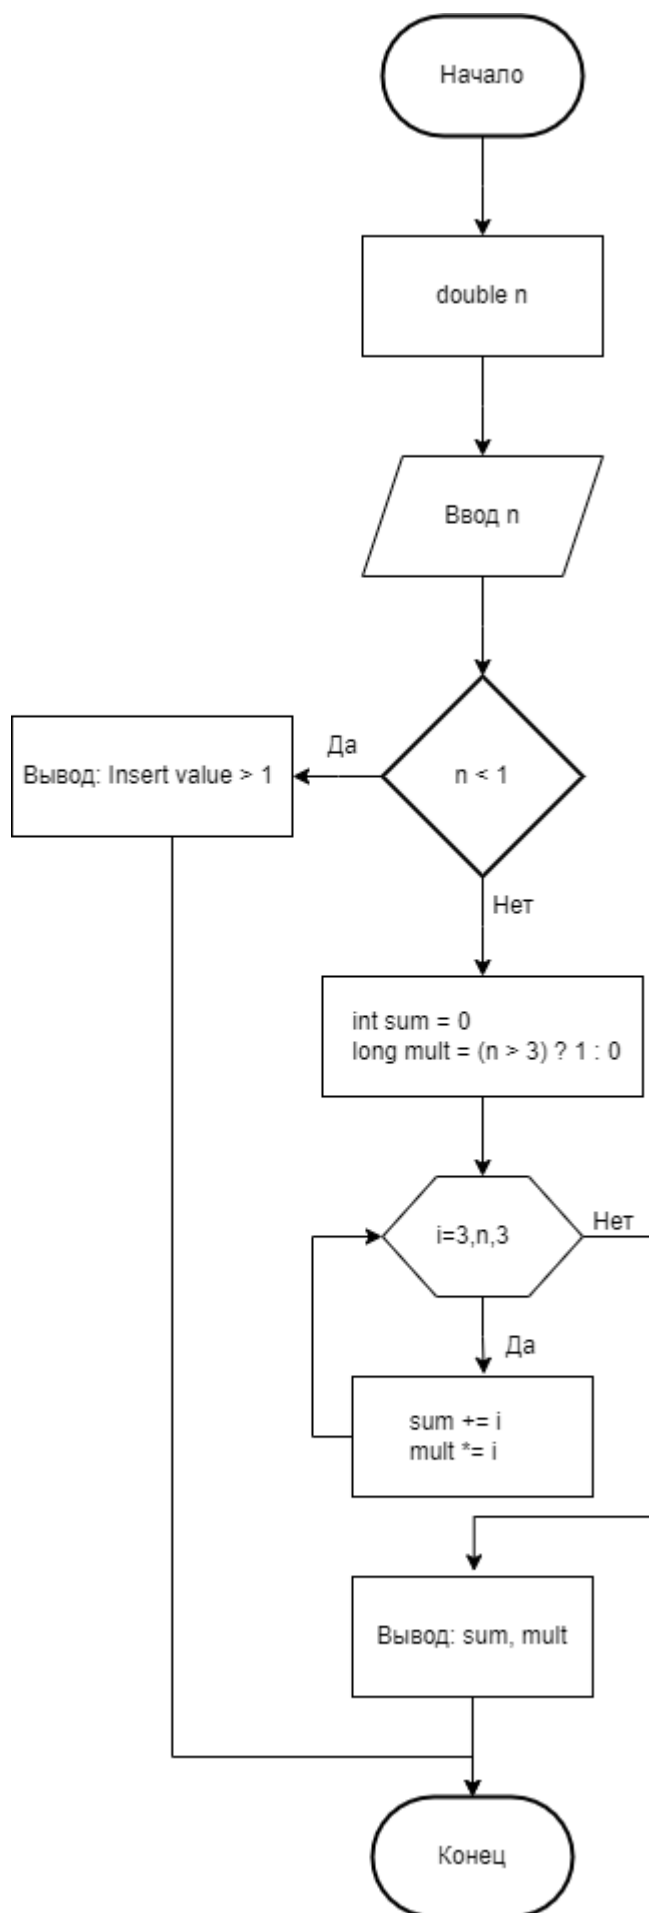 Начало
double n
Ввод n
n < 1
Да
Вывод: Insert value > 1
Нет
int sum = 0
long mult = (n > 3) ? 1 : 0
i=3,n,3
Нет
Да
sum += i
mult *= i
Вывод: sum, mult
Конец